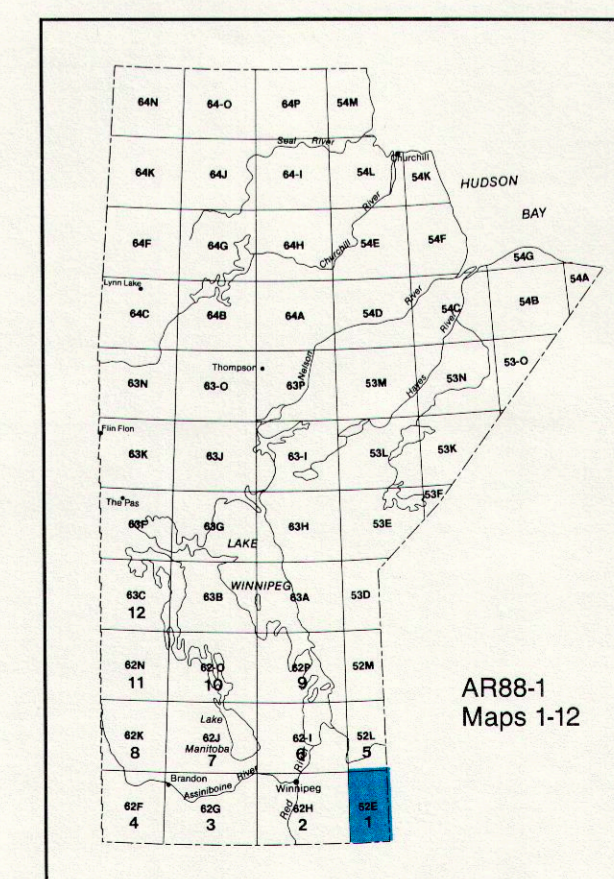 64N 64-O 64P 54M
Seal River
Churchill
64K 64J 64-I 54L 54K
HUDSON
BAY
River
64F 64G 64H Churchill 54E 54F
54G
54A
Lynn Lake
64C 64B 64A 54D River 54C 54B
River
Thompson
Nelson
63N 63-O 63P 53M Hayes 53N 53-O
Flin Flon
63K 63J 63-I 53L 53K
The Pas
53F
63F 63G 63H 53E
LAKE
WINNIPEG
63C 63B 63A 53D
12
62N 62-O 62P 52M
11 10 9
AR88-1
Maps 1-12
Lake
62K 62J 62-I 52L
Manitoba
8 7 6 5
River
Brandon
Assiniboine River
Winnipeg
62F 62G Red 62H 52E
4 3 2 1